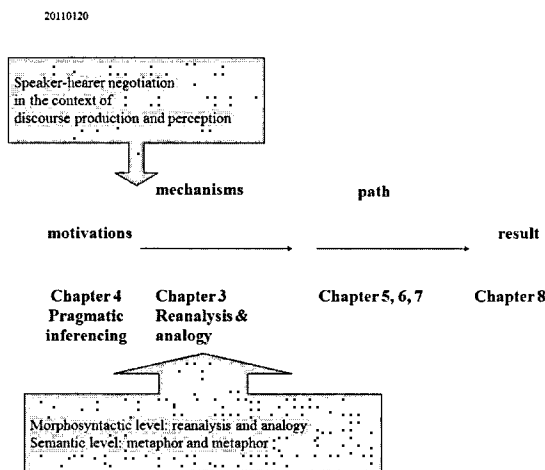 20110120
Speaker-hearer negotiation
in the context of
discourse production and perception
mechanisms
path
motivations
result
Chapter 4
Pragmatic
inferencing
Chapter 3
Reanalysis &
analogy
Chapter 5, 6, 7
Chapter 8
Morphosyntactic level: reanalysis and analogy
Semantic level: metaphor and metaphor